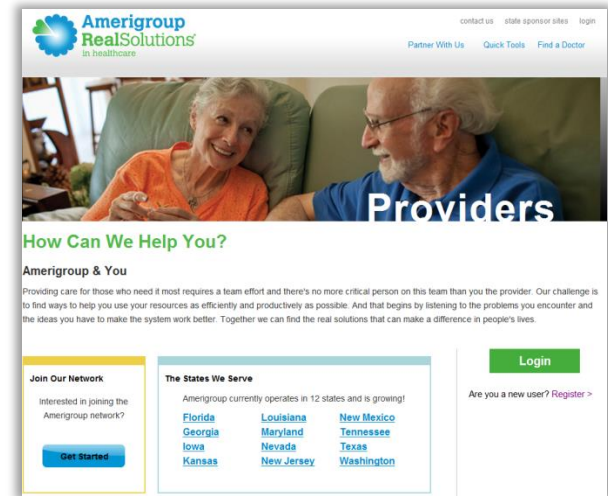 Amerigroup
RealSolutions®
in healthcare
contact us state sponsor sites login
Partner With Us Quick Tools Find a Doctor
Providers
How Can We Help You?
Amerigroup & You
Providing care for those who need it most requires a team effort and there's no more critical person on this team than you the provider. Our challenge is
to find ways to help you use your resources as efficiently and productively as possible. And that begins by listening to the problems you encounter and
the ideas you have to make the system work better. Together we can find the real solutions that can make a difference in people's lives.
Join Our Network
Interested in joining the
Amerigroup network?
Get Started
The States We Serve
Amerigroup currently operates in 12 states and is growing!
Florida Louisiana New Mexico
Georgia Maryland Tennessee
Iowa Nevada Texas
Kansas New Jersey Washington
Login
Are you a new user? Register >